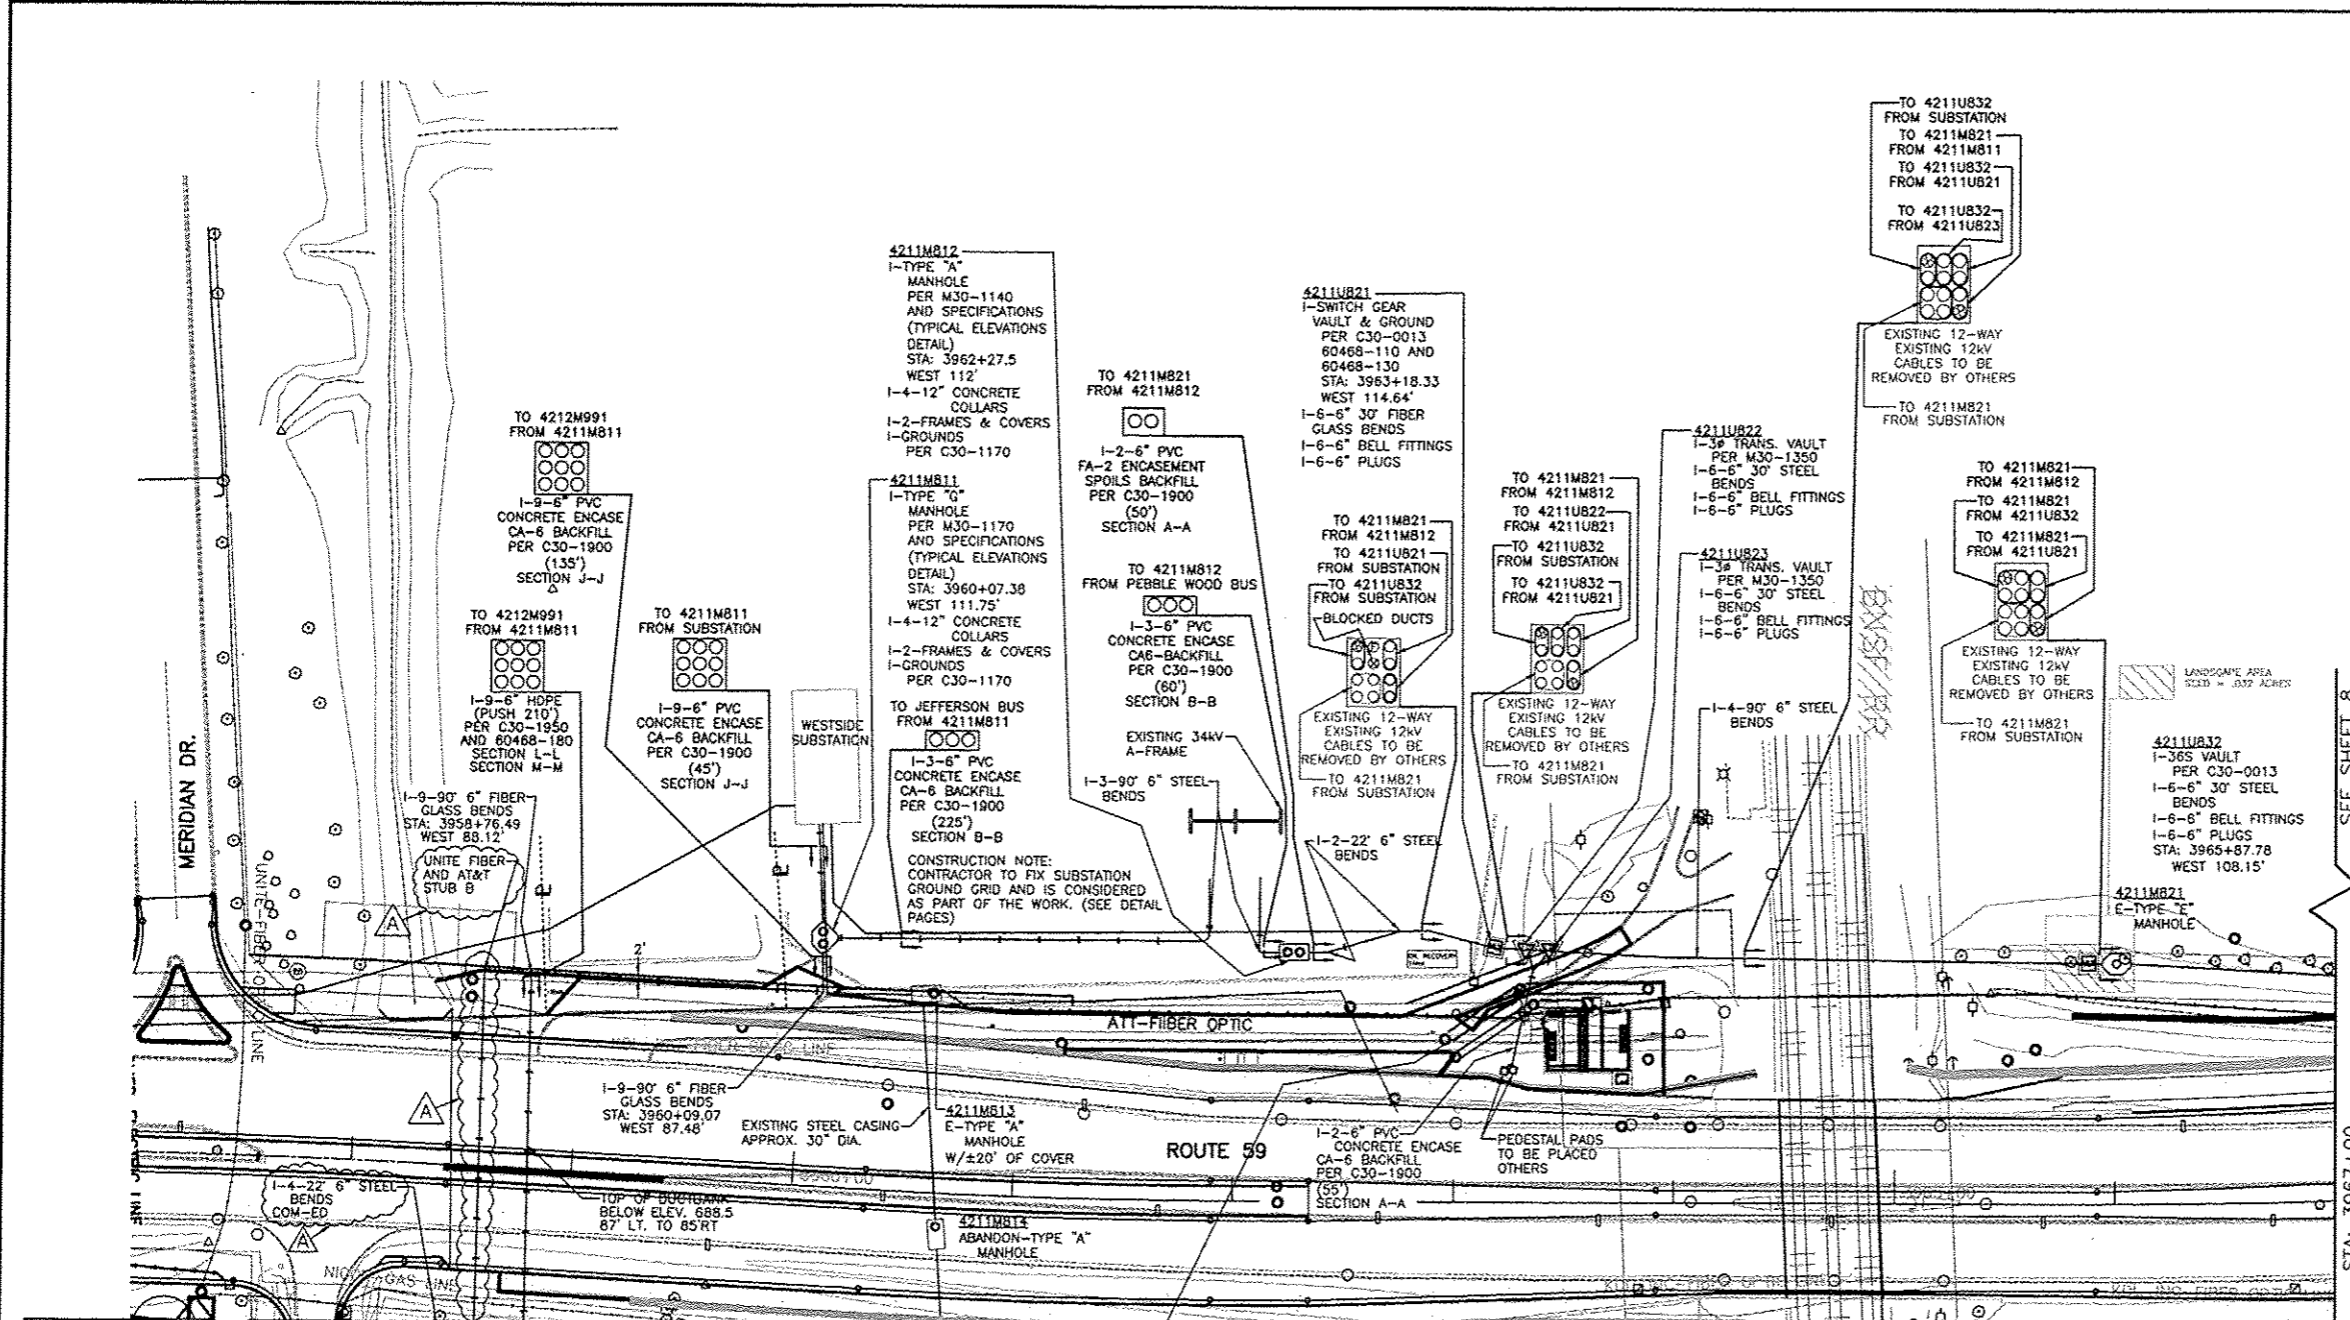 TO 4211U832
FROM SUBSTATION
TO 4211M821
FROM 4211M811
TO 4211U832
FROM 4211U821
TO 4211U832
FROM 4211U823
EXISTING 12-WAY
EXISTING 12kV
CABLES TO BE
REMOVED BY OTHERS
TO 4211M821
FROM SUBSTATION
4211M812
1-TYPE "A"
MANHOLE
PER M30-1140
AND SPECIFICATIONS
(TYPICAL ELEVATIONS
DETAIL)
STA: 3962+27.5
WEST 112'
1-4-12" CONCRETE
COLLARS
1-2-FRAMES & COVERS
1-GROUNDS
PER C30-1170
4211U821
1-SWITCH GEAR
VAULT & GROUND
PER C30-0013
60468-110 AND
60468-130
STA: 3963+18.33
WEST 114.64'
1-6-6" 30° FIBER
GLASS BENDS
1-6-6" BELL FITTINGS
1-6-6" PLUGS
TO 4211M821
FROM 4211M812
1-2-6" PVC
FA-2 ENCASEMENT
SPOILS BACKFILL
PER C30-1900
(50')
SECTION A-A
TO 4212M991
FROM 4211M811
1-9-6" PVC
CONCRETE ENCASE
CA-6 BACKFILL
PER C30-1900
(135')
SECTION J-J
4211M811
1-TYPE "G"
MANHOLE
PER M30-1170
AND SPECIFICATIONS
(TYPICAL ELEVATIONS
DETAIL)
STA: 3960+07.38
WEST 111.75'
1-4-12" CONCRETE
COLLARS
1-2-FRAMES & COVERS
1-GROUNDS
PER C30-1170
4211U822
1-3ø TRANS. VAULT
PER M30-1350
1-6-6" 30° STEEL
BENDS
1-6-6" BELL FITTINGS
1-6-6" PLUGS
4211U823
1-3ø TRANS. VAULT
PER M30-1350
1-6-6" 30° STEEL
BENDS
1-6-6" BELL FITTINGS
1-6-6" PLUGS
TO 4211M821
FROM 4211M812
TO 4211U822
FROM 4211U821
TO 4211U832
FROM SUBSTATION
TO 4211U832
FROM 4211U821
EXISTING 12-WAY
EXISTING 12kV
CABLES TO BE
REMOVED BY OTHERS
TO 4211M821
FROM SUBSTATION
TO 4211M821
FROM 4211M812
TO 4211U821
FROM SUBSTATION
TO 4211U832
FROM SUBSTATION
BLOCKED DUCTS
EXISTING 12-WAY
EXISTING 12kV
CABLES TO BE
REMOVED BY OTHERS
TO 4211M821
FROM SUBSTATION
TO 4211M821
FROM 4211M812
TO 4211M821
FROM 4211U832
TO 4211M821
FROM 4211U821
EXISTING 12-WAY
EXISTING 12kV
CABLES TO BE
REMOVED BY OTHERS
TO 4211M821
FROM SUBSTATION
TO 4211M812
FROM PEBBLE WOOD BUS
1-3-6" PVC
CONCRETE ENCASE
CA6-BACKFILL
PER C30-1900
(60')
SECTION B-B
EXISTING 34kV
A-FRAME
1-3-90° 6" STEEL
BENDS
TO 4212M991
FROM 4211M811
1-9-6" HDPE
(PUSH 210')
PER C30-1950
AND 60468-180
SECTION L-L
SECTION M-M
TO 4211M811
FROM SUBSTATION
1-9-6" PVC
CONCRETE ENCASE
CA-6 BACKFILL
PER C30-1900
(45')
SECTION J-J
WESTSIDE
SUBSTATION
TO JEFFERSON BUS
FROM 4211M811
1-3-6" PVC
CONCRETE ENCASE
CA-6 BACKFILL
PER C30-1900
(225')
SECTION B-B
CONSTRUCTION NOTE:
CONTRACTOR TO FIX SUBSTATION
GROUND GRID AND IS CONSIDERED
AS PART OF THE WORK. (SEE DETAIL
PAGES)
1-4-90° 6" STEEL
BENDS
LANDSCAPE AREA
SEED = .037 ACRES
4211U832
1-36S VAULT
PER C30-0013
1-6-6" 30° STEEL
BENDS
1-6-6" BELL FITTINGS
1-6-6" PLUGS
STA: 3965+87.78
WEST 108.15'
SEE SHEET 8
4211M821
E-TYPE "E"
MANHOLE
MERIDIAN DR.
1-9-90° 6" FIBER
GLASS BENDS
STA: 3958+76.49
WEST 88.12'
UNITE FIBER
AND AT&T
STUB B
A
1-2-22° 6" STEEL
BENDS
2'
ATT-FIIBER OPTIC
A
1-9-90° 6" FIBER
GLASS BENDS
STA: 3960+09.07
WEST 87.48'
EXISTING STEEL CASING
APPROX. 30" DIA.
4211M813
E-TYPE "A"
MANHOLE
W/±20' OF COVER
ROUTE 59
1-2-6" PVC
CONCRETE ENCASE
CA-6 BACKFILL
PER C30-1900
(55')
SECTION A-A
PEDESTAL PADS
TO BE PLACED
OTHERS
1-4-22° 6" STEEL
BENDS
COM-ED
A
TOP OF DUCTBANK
BELOW ELEV. 688.5
87' LT. TO 85'RT
4211M814
ABANDON-TYPE "A"
MANHOLE
GAS LINE
STA: 3967+00